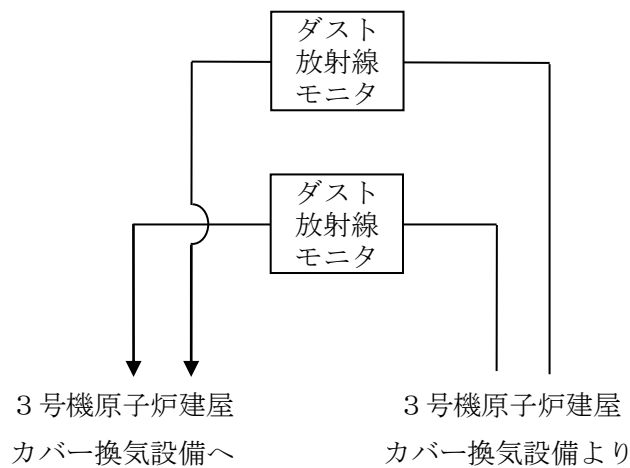 ダスト
放射線
モニタ
ダスト
放射線
モニタ
３号機原子炉建屋
カバー換気設備へ
３号機原子炉建屋
カバー換気設備より